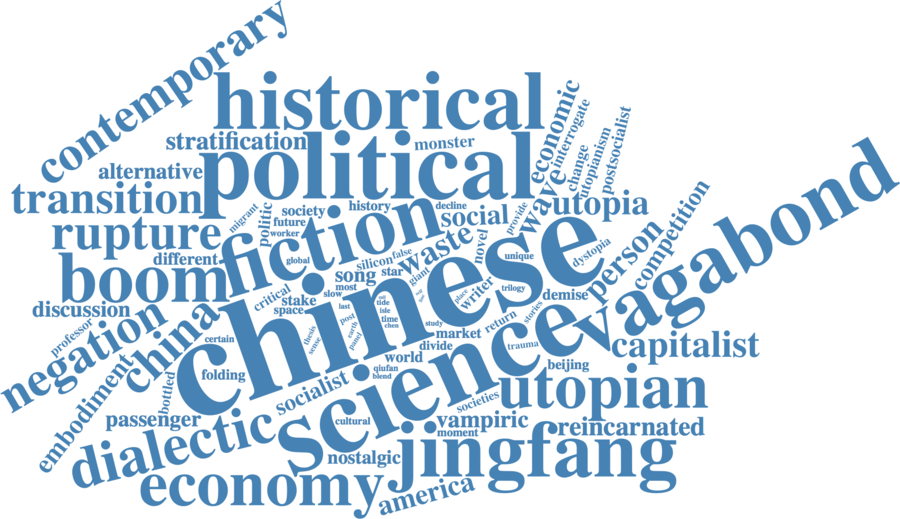 contemporary
historical
stratification
political
monster
economic
interrogate
change
utopianism
postsocialist
alternative
transition
migrant
politic
society
future
worker
history
decline
social
provide
wave
utopia
rupture
fiction
different
global
silicon
false
star
waste
novel
unique
dystopia
person
competition
vagabond
boom
critical
song
most
giant
writer
trilogy
demise
discussion
stake
space
slow
last
tide
isle
time
chen
place
stories
return
professor
negation
china
chinese
certain
thesis
sense
post
earth
panel
study
market
divide
trauma
capitalist
embodiment
bottled
folding
world
qiufan
blend
beijing
science
socialist
societies
utopian
passenger
cultural
vampiric
moment
reincarnated
dialectic
nostalgic
jingfang
economy
america